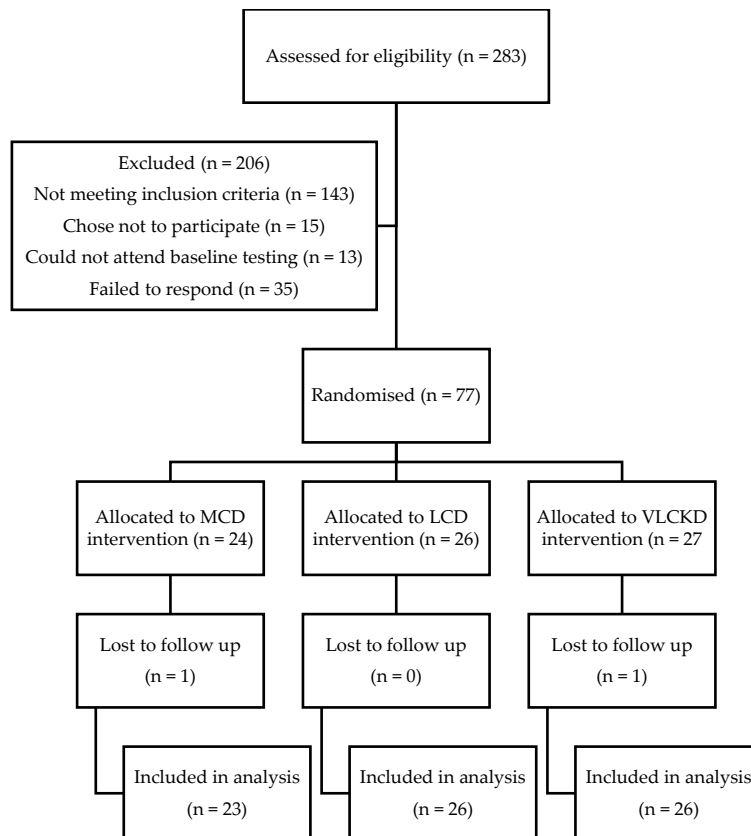 Assessed for eligibility (n = 283)
Excluded (n = 206)
Not meeting inclusion criteria (n = 143)
Chose not to participate (n = 15)
Could not attend baseline testing (n = 13)
Failed to respond (n = 35)
Randomised (n = 77)
Allocated to MCD
intervention (n = 24)
Allocated to LCD
intervention (n = 26)
Allocated to VLCKD
intervention (n = 27
Lost to follow up
(n = 1)
Lost to follow up
(n = 0)
Lost to follow up
(n = 1)
Included in analysis
(n = 23)
Included in analysis
(n = 26)
Included in analysis
(n = 26)